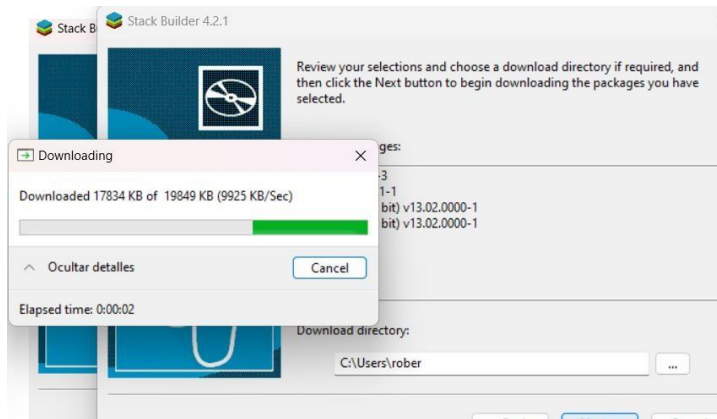 Stack B
Stack Builder 4.2.1
Review your selections and choose a download directory if required, and
then click the Next button to begin downloading the packages you have
selected.
ges:
-3
1-1
bit) v13.02.0000-1
bit) v13.02.0000-1
Downloading
Downloaded 17834 KB of 19849 KB (9925 KB/Sec)
Ocultar detalles
Cancel
Elapsed time: 0:00:02
Download directory:
C:\Users\rober
...